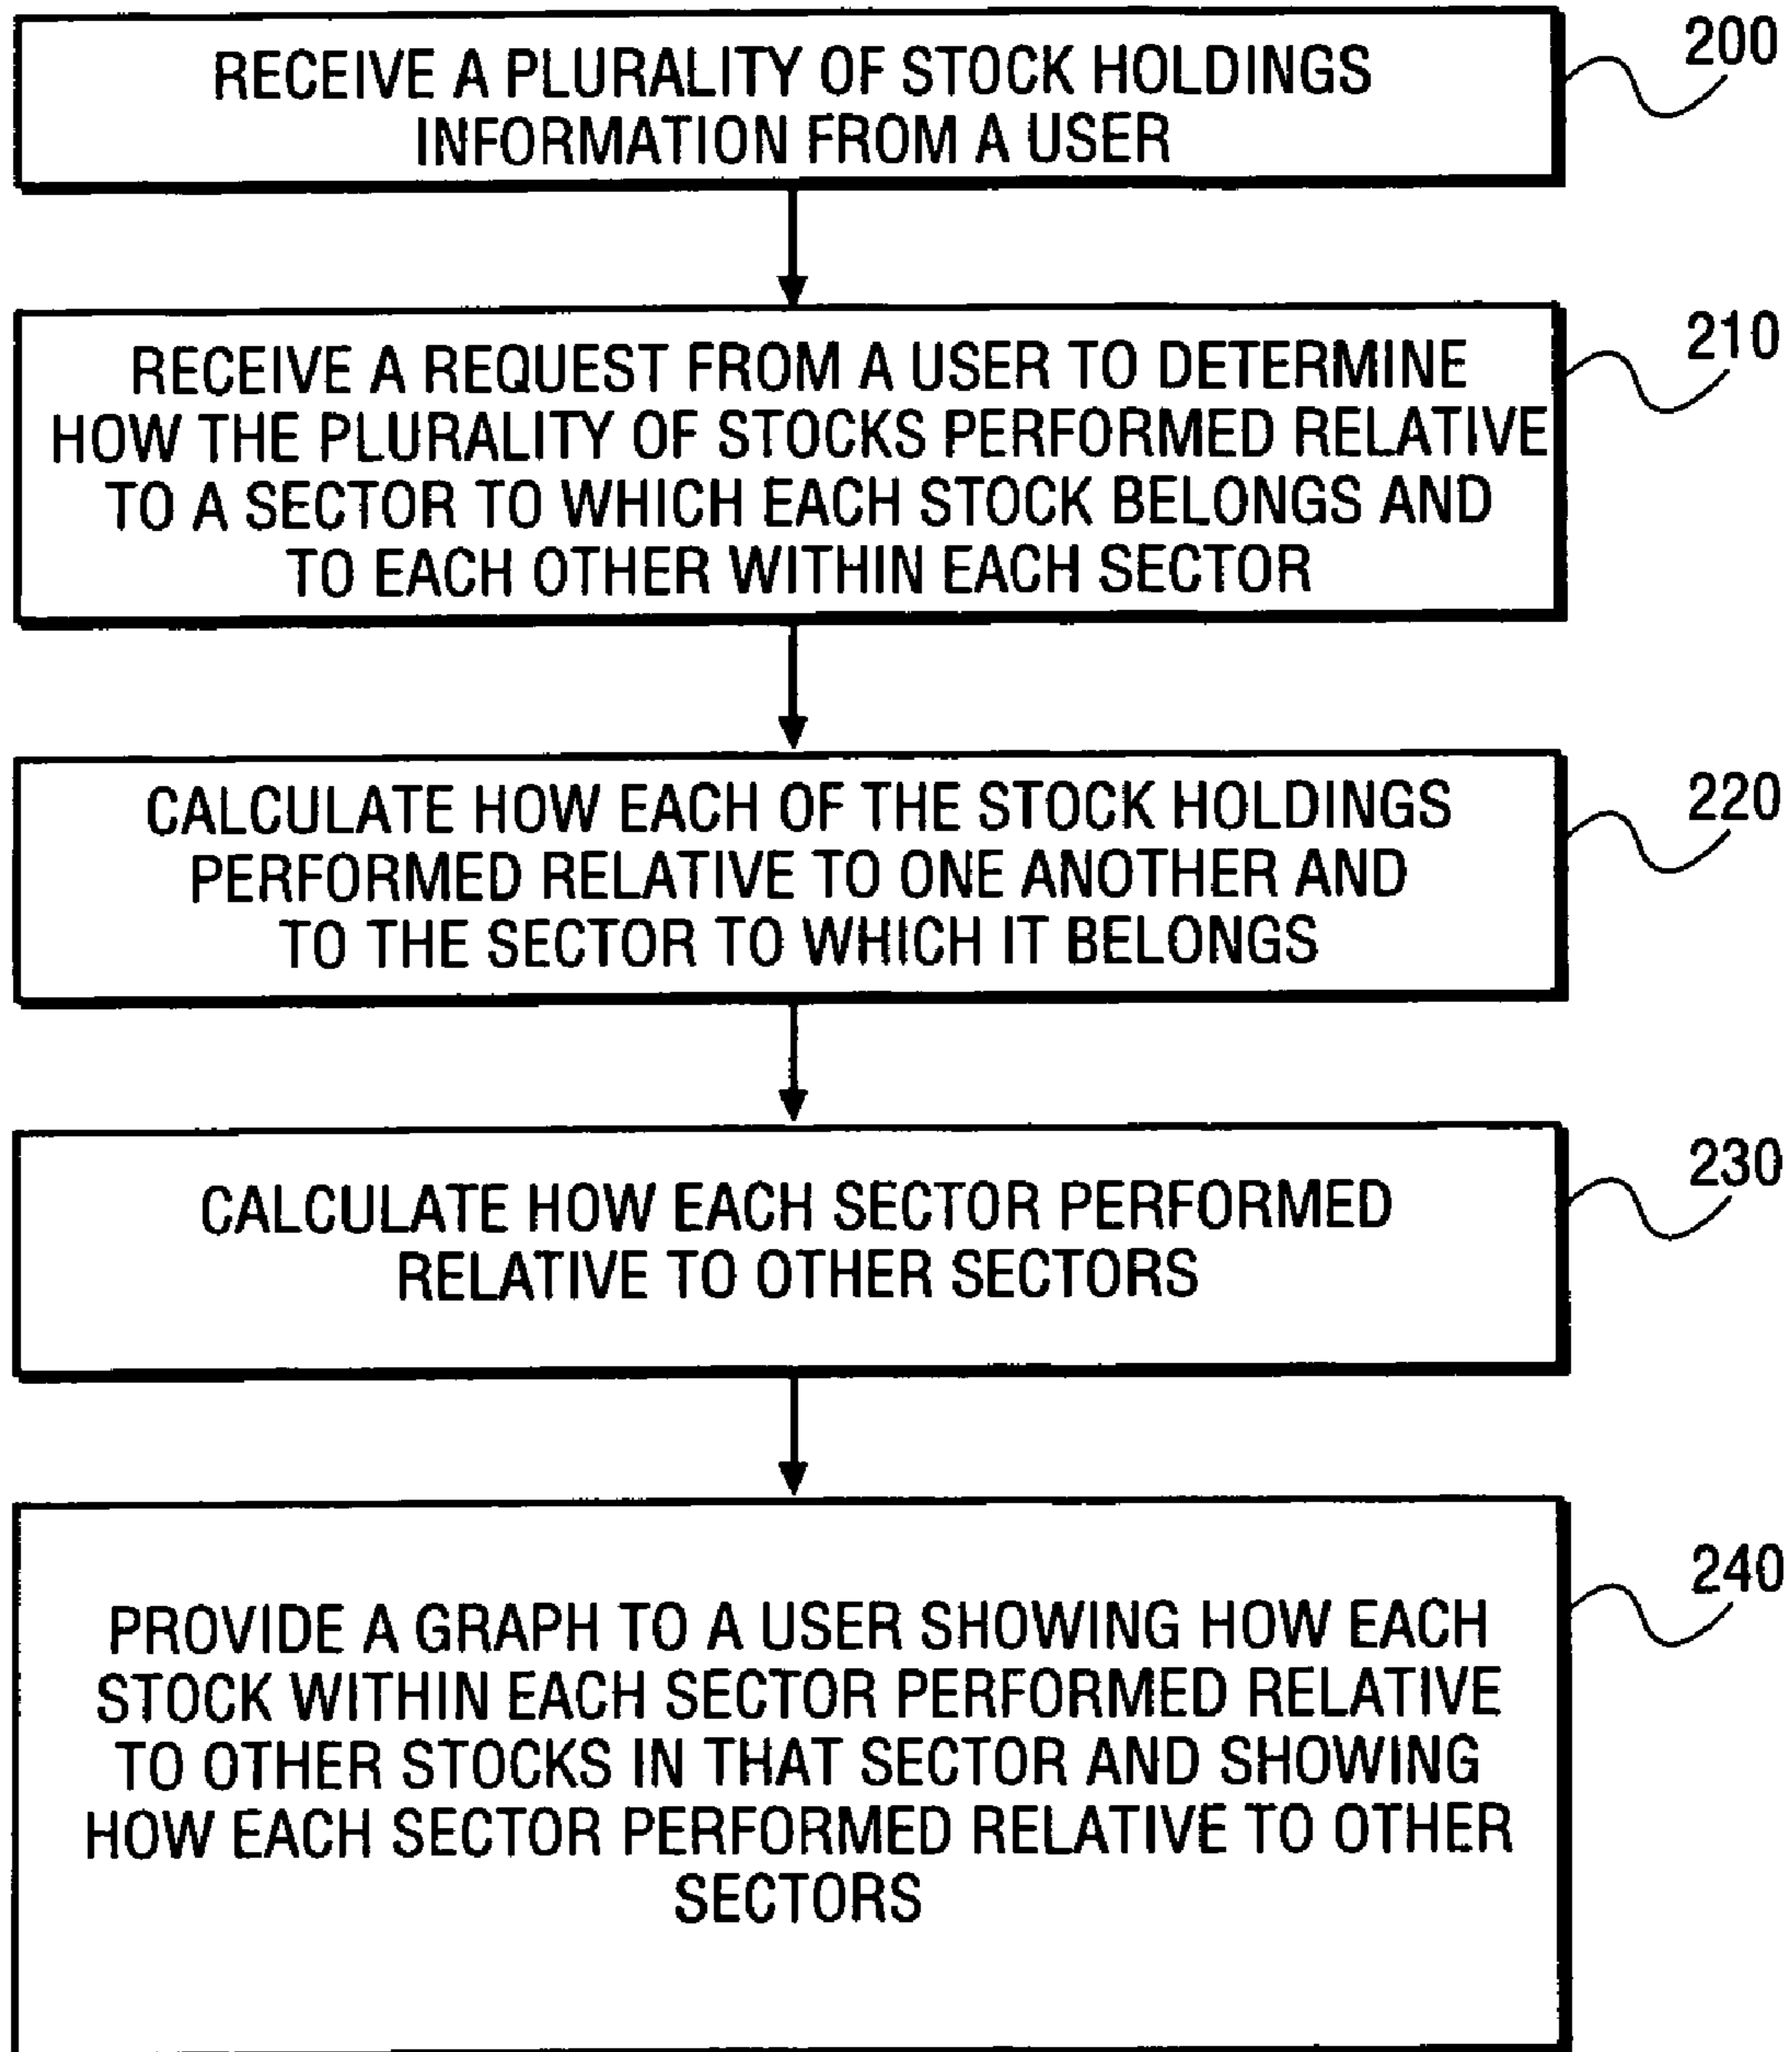 RECEIVE A PLURALITY OF STOCK HOLDINGS
INFORMATION FROM A USER
200
RECEIVE A REQUEST FROM A USER TO DETERMINE
HOW THE PLURALITY OF STOCKS PERFORMED RELATIVE
TO A SECTOR TO WHICH EACH STOCK BELONGS AND
TO EACH OTHER WITHIN EACH SECTOR
210
CALCULATE HOW EACH OF THE STOCK HOLDINGS
PERFORMED RELATIVE TO ONE ANOTHER AND
TO THE SECTOR TO WHICH IT BELONGS
220
CALCULATE HOW EACH SECTOR PERFORMED
RELATIVE TO OTHER SECTORS
230
PROVIDE A GRAPH TO A USER SHOWING HOW EACH
STOCK WITHIN EACH SECTOR PERFORMED RELATIVE
TO OTHER STOCKS IN THAT SECTOR AND SHOWING
HOW EACH SECTOR PERFORMED RELATIVE TO OTHER
SECTORS
240